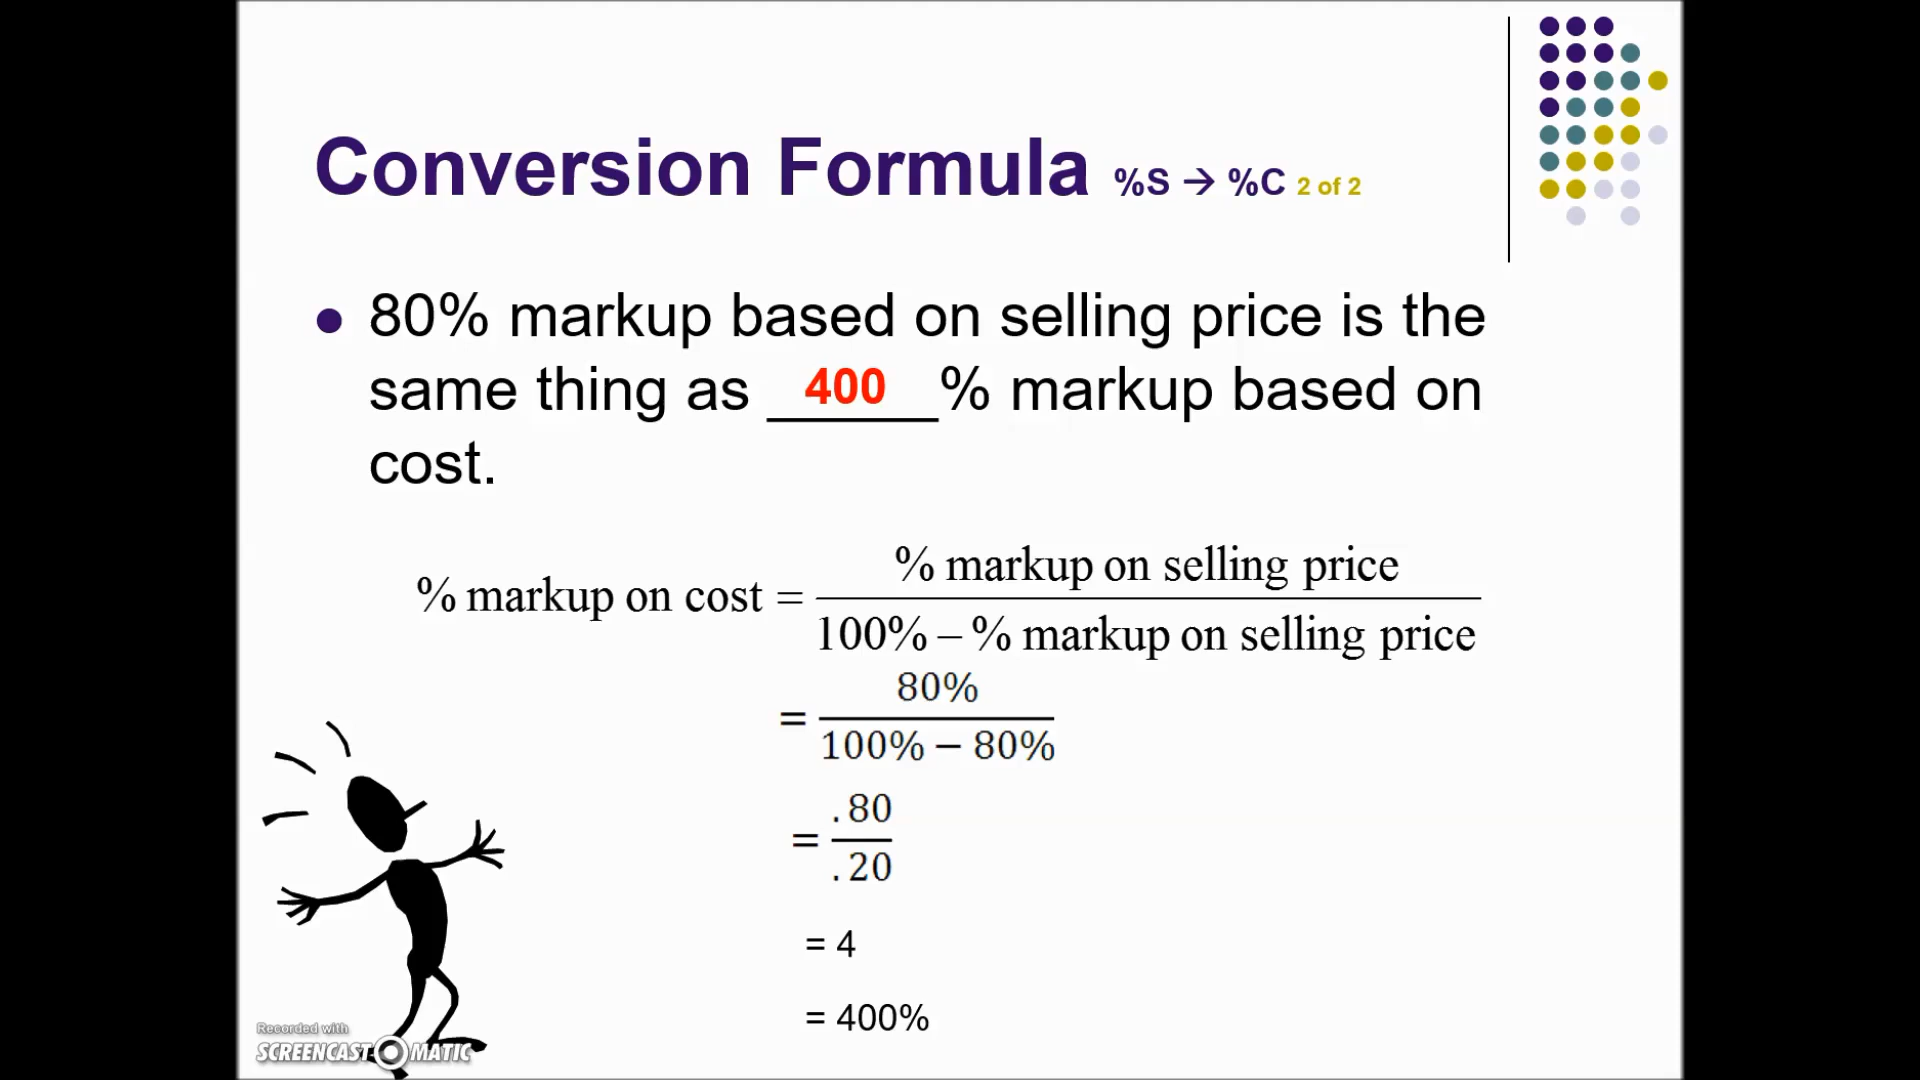 Conversion Formula %S → %C 2 of 2
● 80% markup based on selling price is the
same thing as ______% markup based on
400
cost.
% markup on selling price
% markup on cost =
100% – % markup on selling price
80%
=
100% − 80%
.80
=
.20
= 4
= 400%
Recorded with
SCREENCAST-O-MATIC